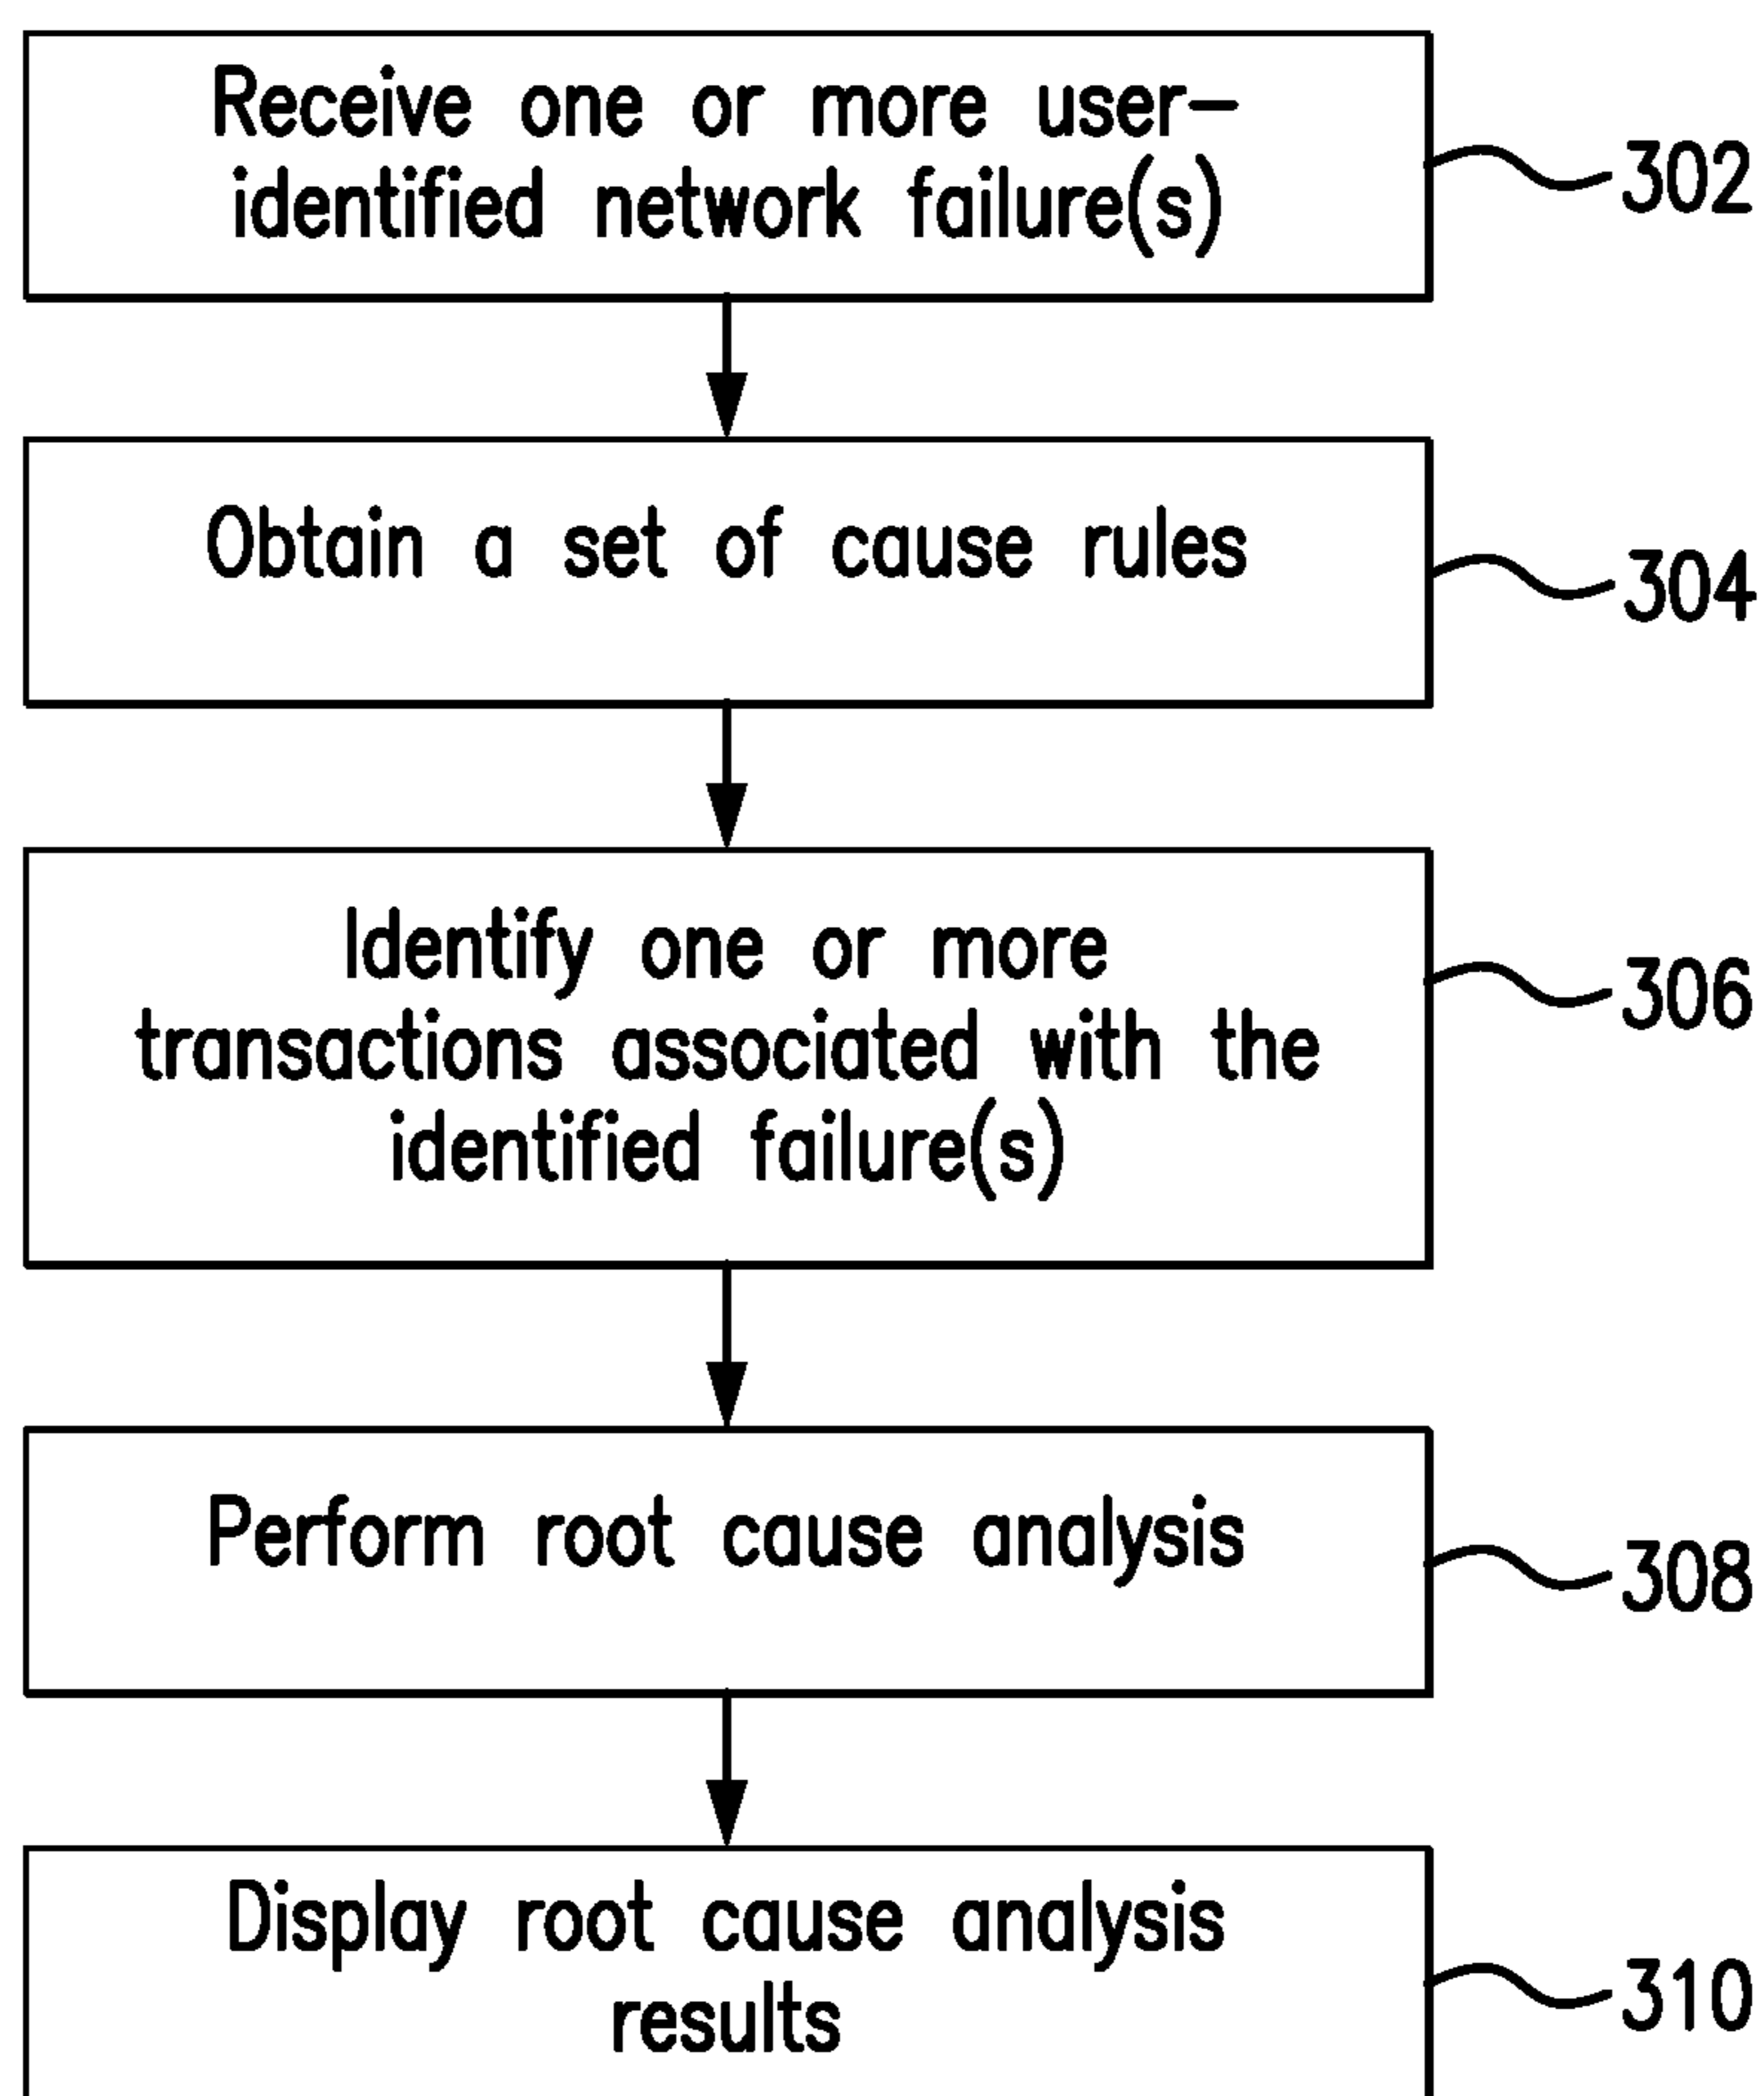 Receive one or more user-
identified network failure(s)
302
Obtain a set of cause rules
304
Identify one or more
transactions associated with the
identified failure(s)
306
Perform root cause analysis
308
Display root cause analysis
results
310